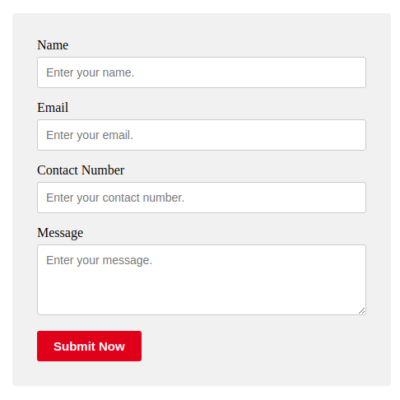 Name
Enter your name.
Email
Enter your email.
Contact Number
Enter your contact number.
Message
Enter your message.
Submit Now